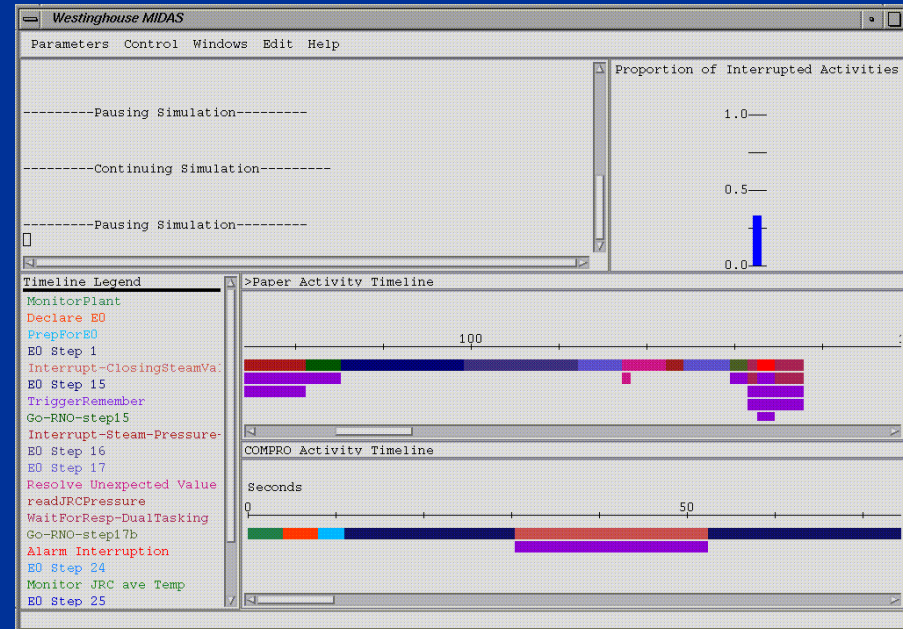 Westinghouse MIDAS
Parameters Control Windows Edit Help
---------Pausing Simulation---------
---------Continuing Simulation---------
---------Pausing Simulation---------
Proportion of Interrupted Activities
1.0
0.5
0.0
Timeline Legend
MonitorPlant
Declare E0
PrepForE0
E0 Step 1
Interrupt-ClosingSteamVal
E0 Step 15
TriggerRemember
Go-RNO-step15
Interrupt-Steam-Pressure-
E0 Step 16
E0 Step 17
Resolve Unexpected Value
readJRCPressure
WaitForResp-DualTasking
Go-RNO-step17b
Alarm Interruption
E0 Step 24
Monitor JRC ave Temp
E0 Step 25
>Paper Activity Timeline
100
COMPRO Activity Timeline
Seconds
0
50